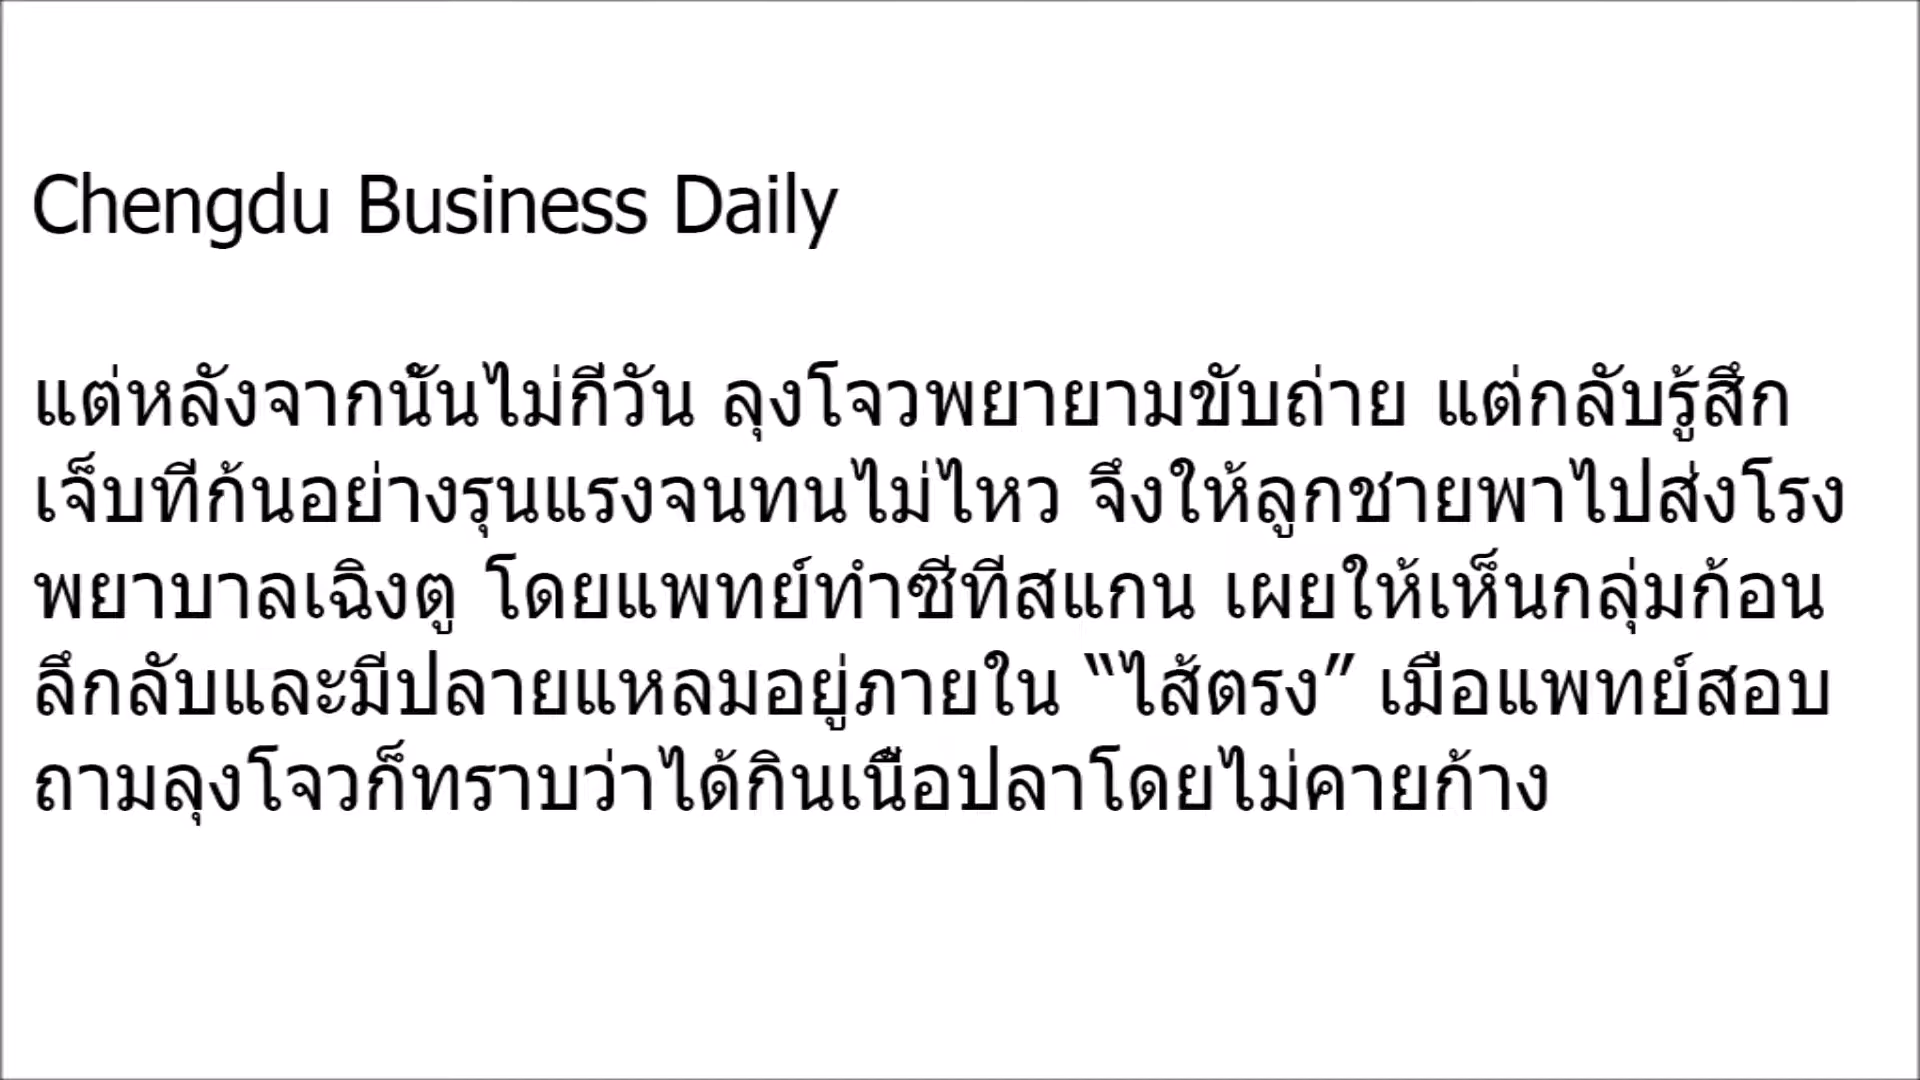 Chengdu Business Daily
แต่หลังจากนั้นไม่กี่วัน ลุงโจวพยายามขับถ่าย แต่กลับรู้สึก
เจ็บที่ก้นอย่างรุนแรงจนทนไม่ไหว จึงให้ลูกชายพาไปส่งโรง
พยาบาลเฉิงตู โดยแพทย์ทำซีทีสแกน เผยให้เห็นกลุ่มก้อน
ลึกลับและมีปลายแหลมอยู่ภายใน “ไส้ตรง” เมื่อแพทย์สอบ
ถามลุงโจวก็ทราบว่าได้กินเนื้อปลาโดยไม่คายก้าง